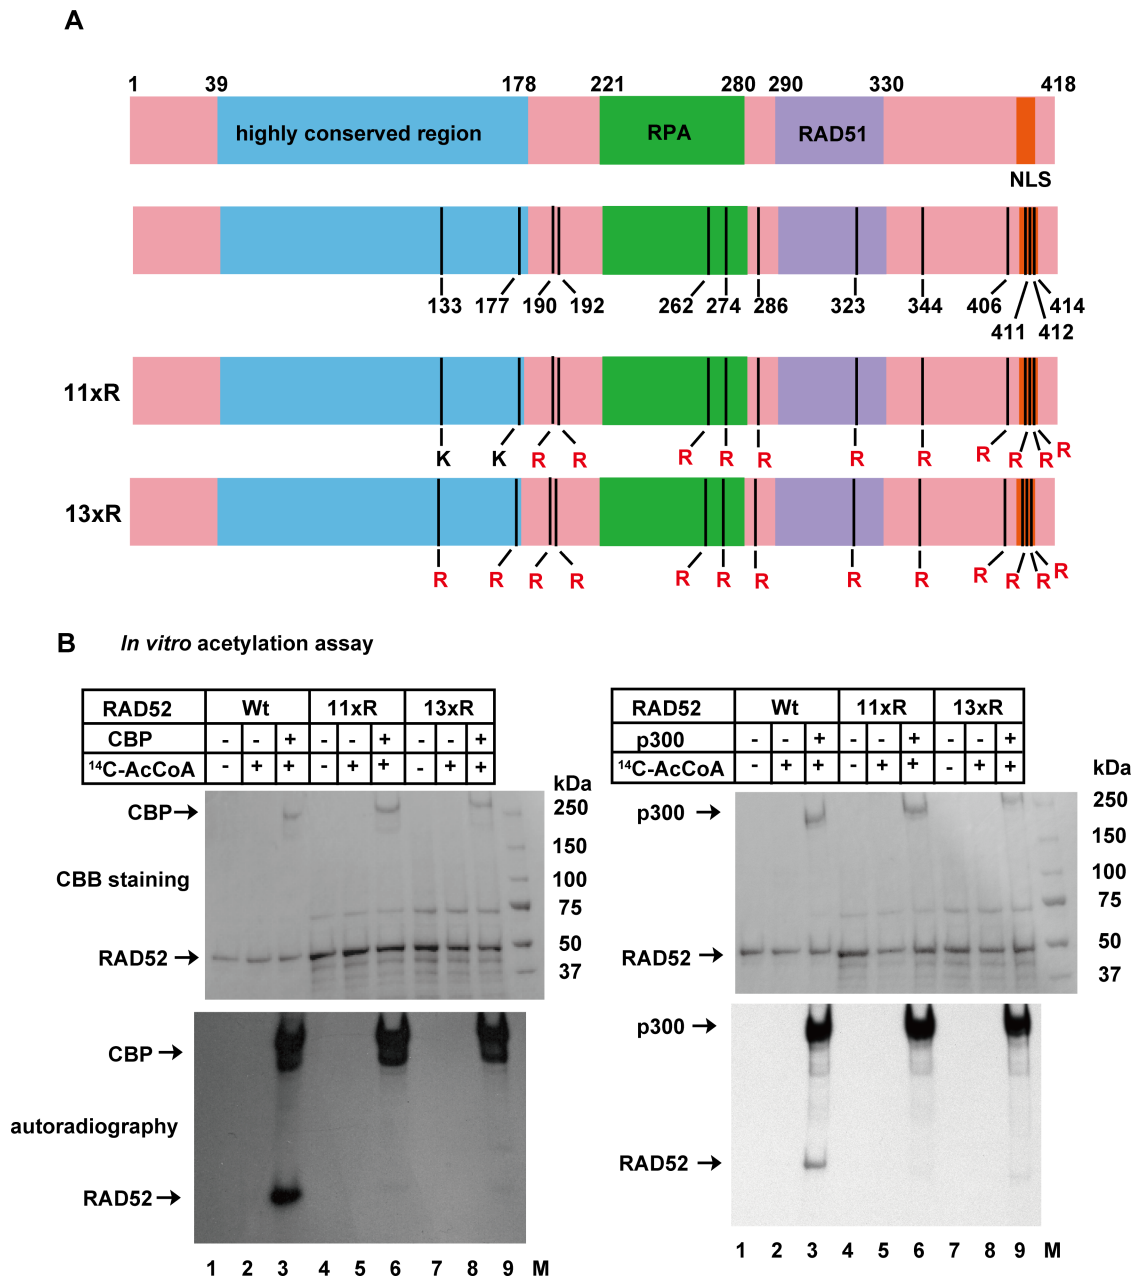 A
1 39 178 221 280 290 330 418
highly conserved region RPA RAD51
NLS
133 177 190 192 262 274 286 323 344 406 414
411 412
11xR
K K R R R R R R R R R R R
13xR
R R R R R R R R R R R R R
B In vitro acetylation assay
RAD52 Wt 11xR 13xR
CBP - - + - - + - - +
14C-AcCoA - + + - + + - + +
kDa
CBP 250
150
CBB staining 100
75
RAD52 50
37
CBP
autoradiography
RAD52
1 2 3 4 5 6 7 8 9 M
RAD52 Wt 11xR 13xR
p300 - - + - - + - - +
14C-AcCoA - + + - + + - + +
kDa
p300 250
150
100
75
RAD52 50
37
p300
RAD52
1 2 3 4 5 6 7 8 9 M